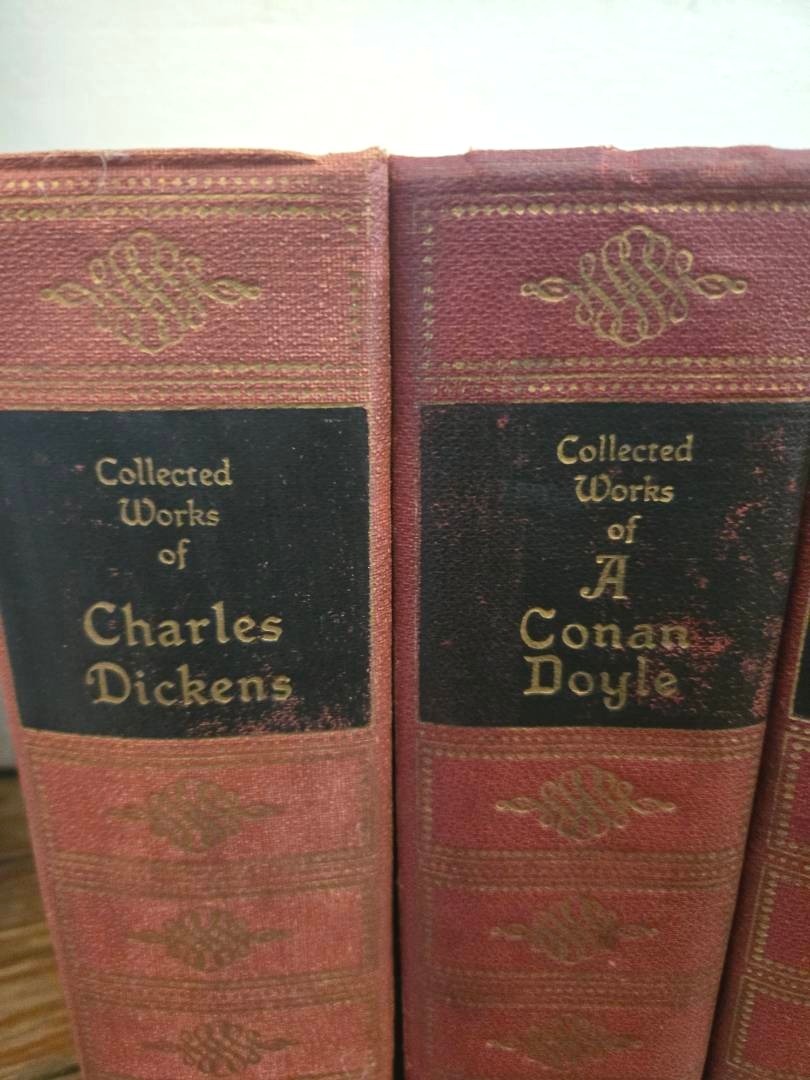 Collected
Works
of
Charles
Dickens
Collected
Works
of
A
Conan
Doyle